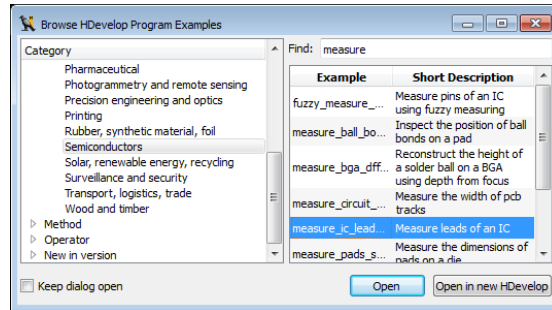 Browse HDevelop Program Examples
Category
Pharmaceutical
Photogrammetry and remote sensing
Precision engineering and optics
Printing
Rubber, synthetic material, foil
Semiconductors
Solar, renewable energy, recycling
Surveillance and security
Transport, logistics, trade
Wood and timber
Method
Operator
New in version
Find: measure
Example Short Description
fuzzy_measure_... Measure pins of an IC
using fuzzy measuring
measure_ball_bo... Inspect the position of ball
bonds on a pad
measure_bga_dff... Reconstruct the height of
a solder ball on a BGA
using depth from focus
measure_circuit_... Measure the width of pcb
tracks
measure_ic_lead... Measure leads of an IC
measure_pads_s... Measure the dimensions of
pads on a die
Keep dialog open
Open
Open in new HDevelop